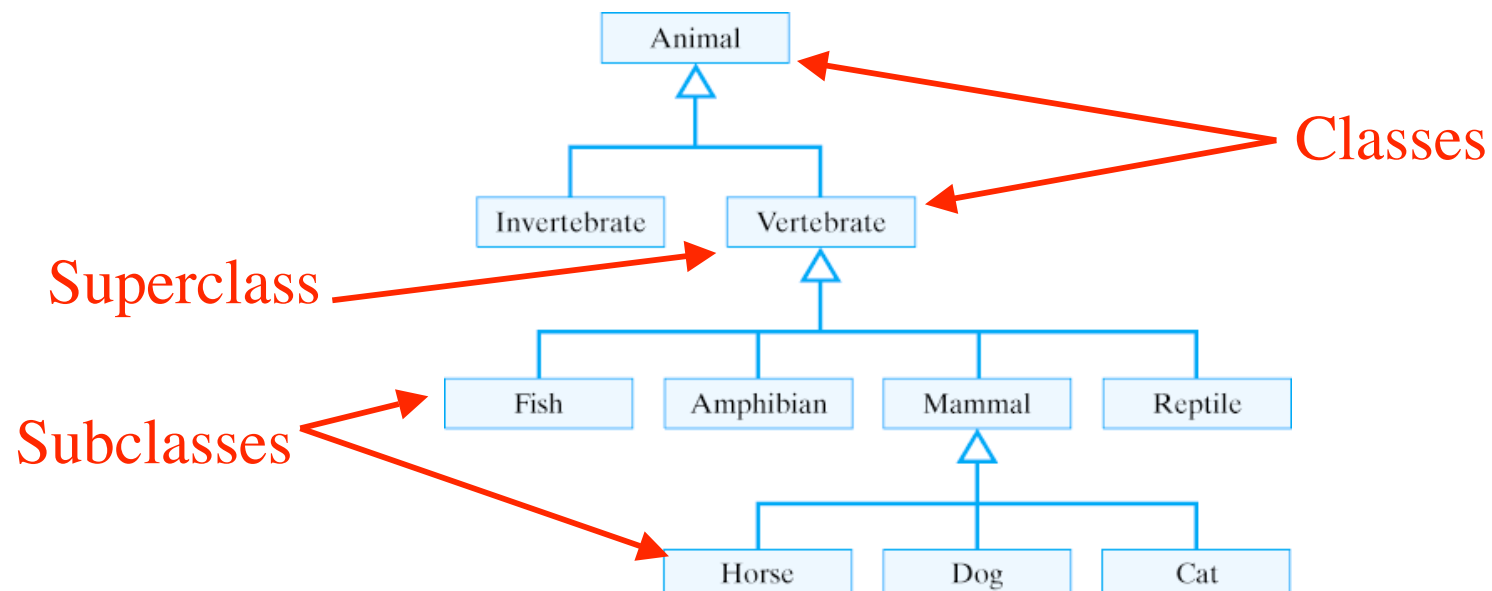 Animal
Classes
Invertebrate
Vertebrate
Superclass
Fish
Amphibian
Mammal
Reptile
Subclasses
Horse
Dog
Cat